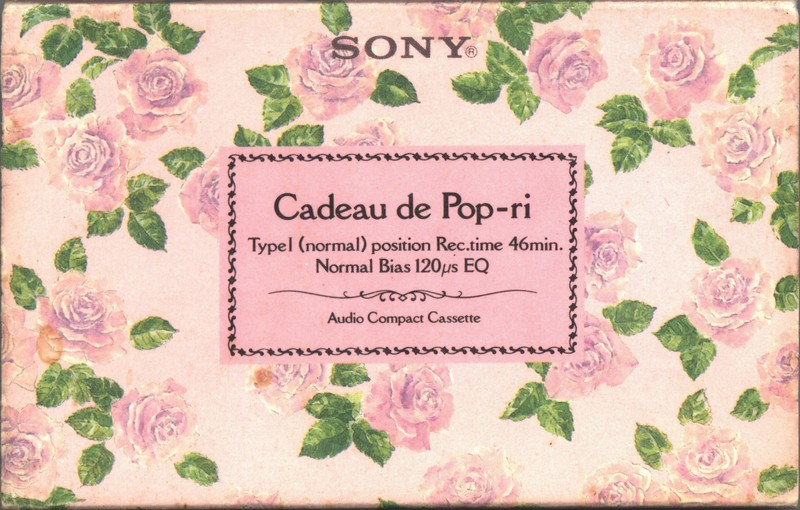 SONY®
Cadeau de Pop-ri
Type I (normal) position Rec.time 46min.
Normal Bias 120μs EQ
Audio Compact Cassette